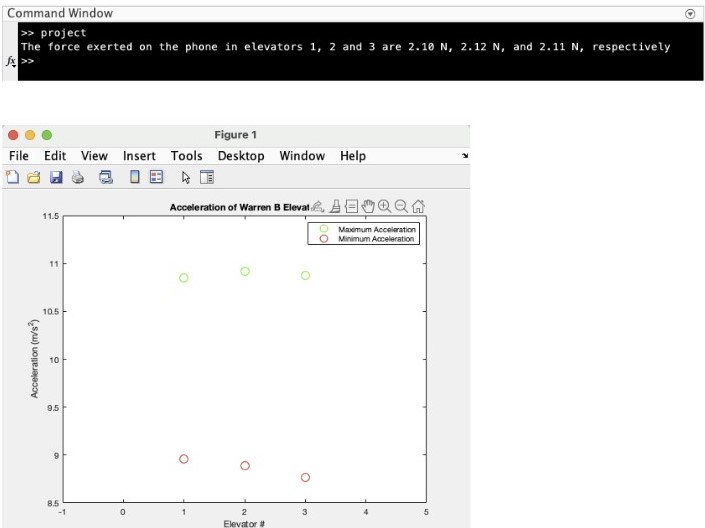 Command Window
>> project
The force exerted on the phone in elevators 1, 2 and 3 are 2.10 N, 2.12 N, and 2.11 N, respectively
fx >>
Figure 1
File Edit View Insert Tools Desktop Window Help
Acceleration of Warren B Elevat
Maximum Acceleration
Minimum Acceleration
11.5
11
10.5
10
9.5
9
8.5
Acceleration (m/s²)
-1 0 1 2 3 4 5
Elevator #